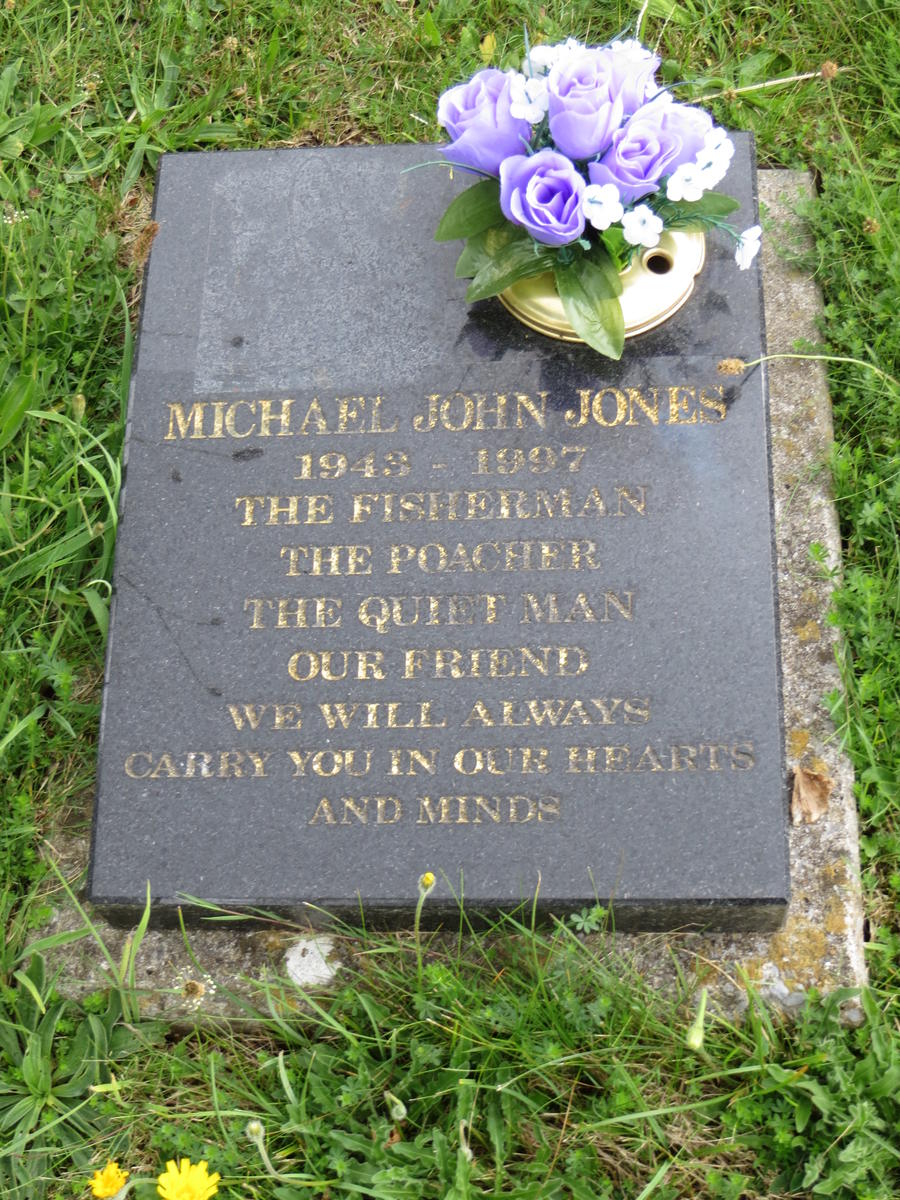 MICHAEL JOHN JONES
1943 - 1997
THE FISHERMAN
THE POACHER
THE QUIET MAN
OUR FRIEND
WE WILL ALWAYS
CARRY YOU IN OUR HEARTS
AND MINDS